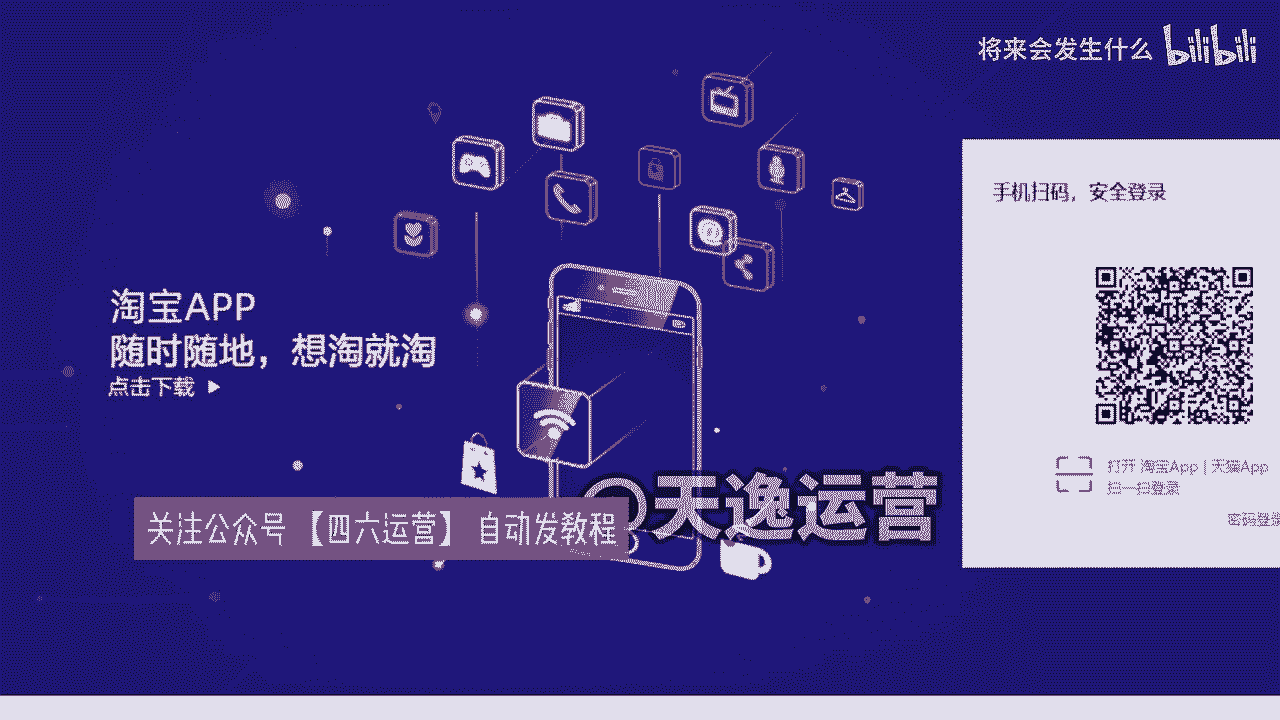 将来会发生什么 bilibili
手机扫码，安全登录
淘宝APP
随时随地，想淘就淘
点击下载
打开 淘宝App | 天猫App
扫一扫登录
@天逸运营
关注公众号 【四六运营】 自动发教程
密码登录